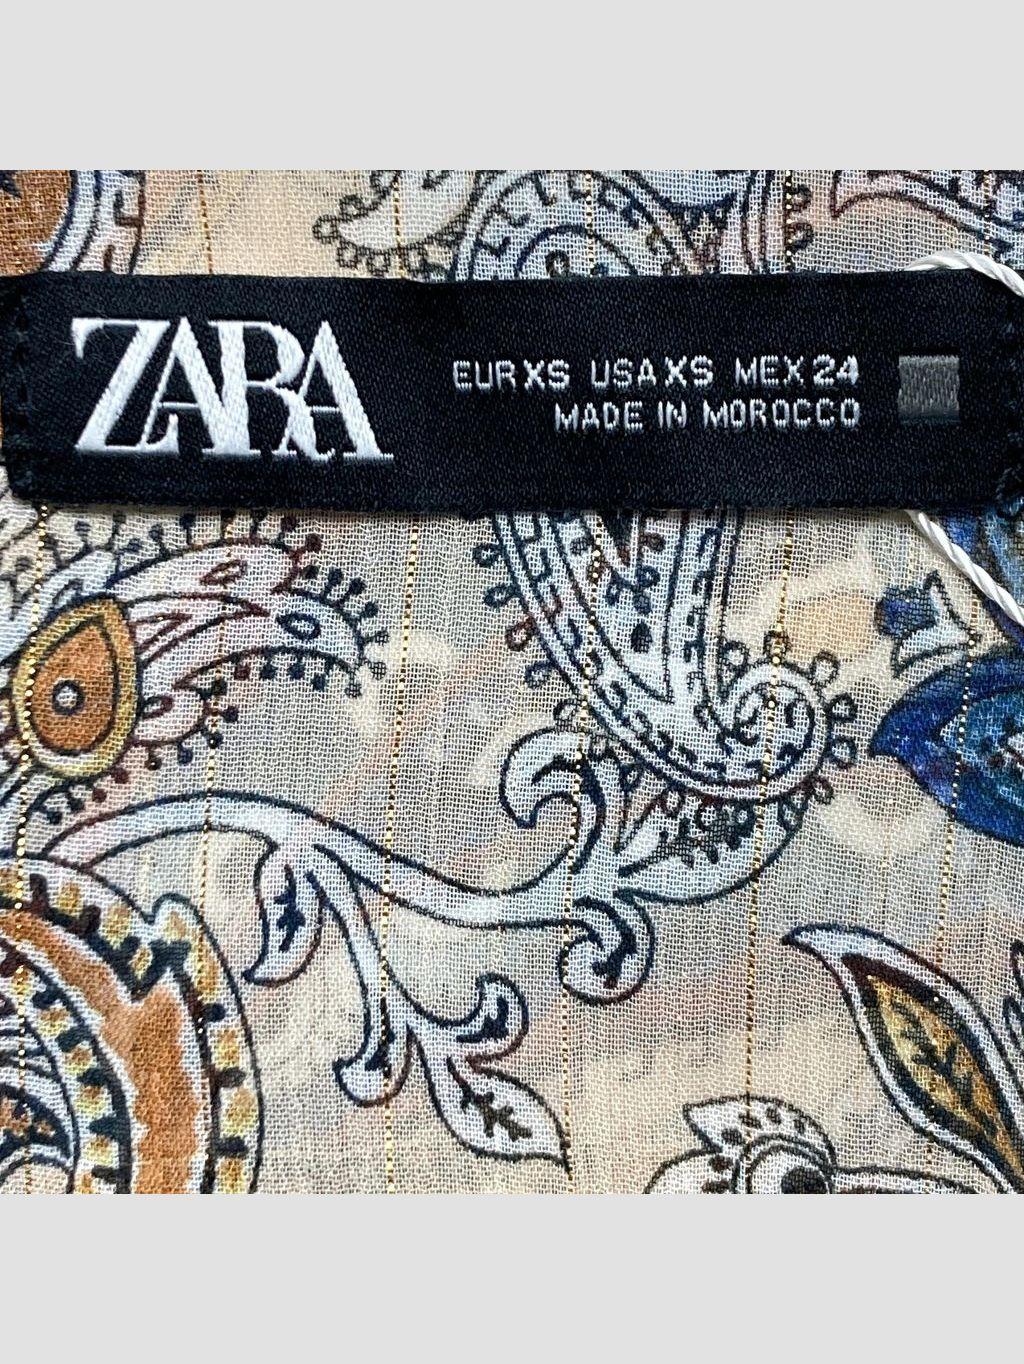 ZARA
EUR XS USA XS MEX 24
MADE IN MOROCCO